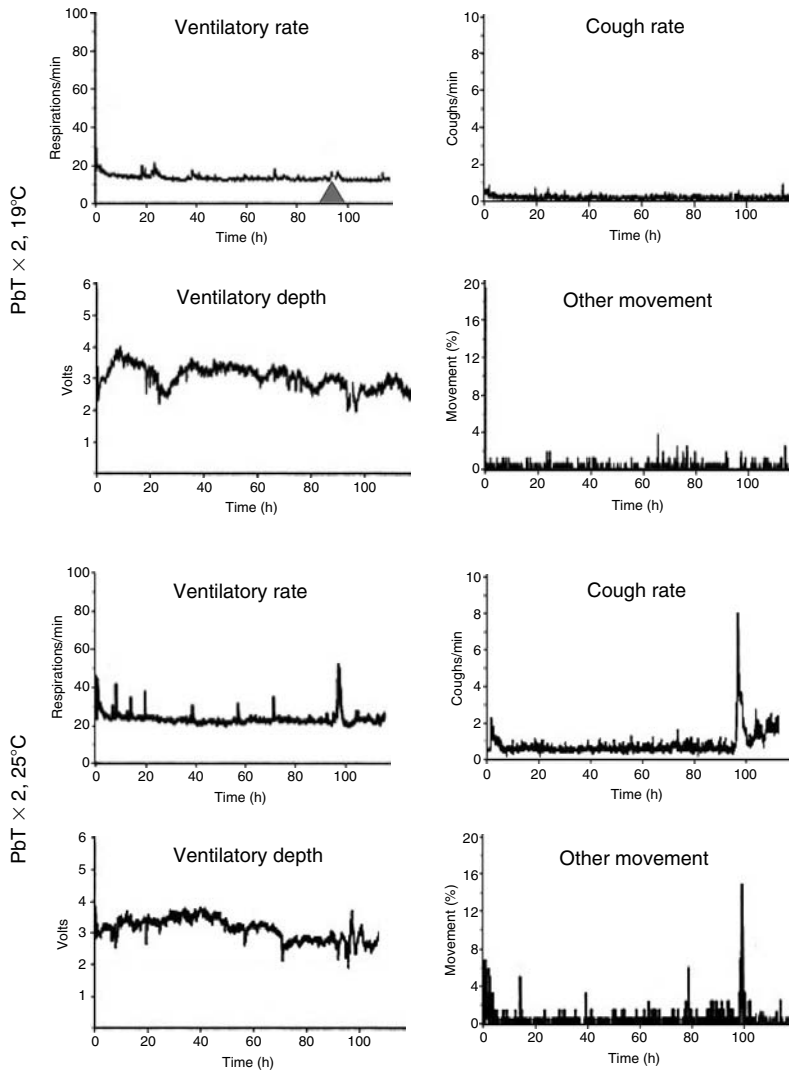 PbT × 2, 19°C
Ventilatory rate
Respirations/min
100
80
60
40
20
0
0 20 40 60 80 100
Time (h)
Cough rate
Coughs/min
10
8
6
4
2
0
0 20 40 60 80 100
Time (h)
Ventilatory depth
Volts
6
5
4
3
2
1
0 20 40 60 80 100
Time (h)
Other movement
Movement (%)
20
16
12
8
4
0
0 20 40 60 80 100
Time (h)
PbT × 2, 25°C
Ventilatory rate
Respirations/min
100
80
60
40
20
0
0 20 40 60 80 100
Time (h)
Cough rate
Coughs/min
10
8
6
4
2
0
0 20 40 60 80 100
Time (h)
Ventilatory depth
Volts
6
5
4
3
2
1
0 20 40 60 80 100
Time (h)
Other movement
Movement (%)
20
16
12
8
4
0
0 20 40 60 80 100
Time (h)